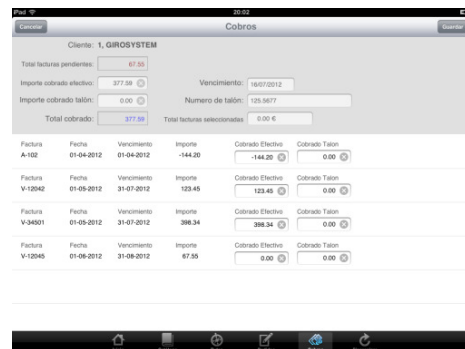 iPad 20:02
Cancelar Cobros Guardar
Cliente: 1, GIROSYSTEM
Total facturas pendientes: 67.55
Importe cobrado efectivo: 377.59 Vencimiento: 18/07/2012
Importe cobrado talón: 0.00 Numero de talón: 125.5677
Total cobrado: 377.59 Total facturas seleccionadas 0.00 €
Factura Fecha Vencimiento Importe Cobrado Efectivo Cobrado Talon
A-102 01-04-2012 01-04-2012 -144.20 -144.20 0.00
Factura Fecha Vencimiento Importe Cobrado Efectivo Cobrado Talon
V-12042 01-05-2012 31-07-2012 123.45 123.45 0.00
Factura Fecha Vencimiento Importe Cobrado Efectivo Cobrado Talon
V-34501 01-05-2012 31-07-2012 398.34 398.34 0.00
Factura Fecha Vencimiento Importe Cobrado Efectivo Cobrado Talon
V-12045 01-06-2012 31-08-2012 67.55 0.00 0.00